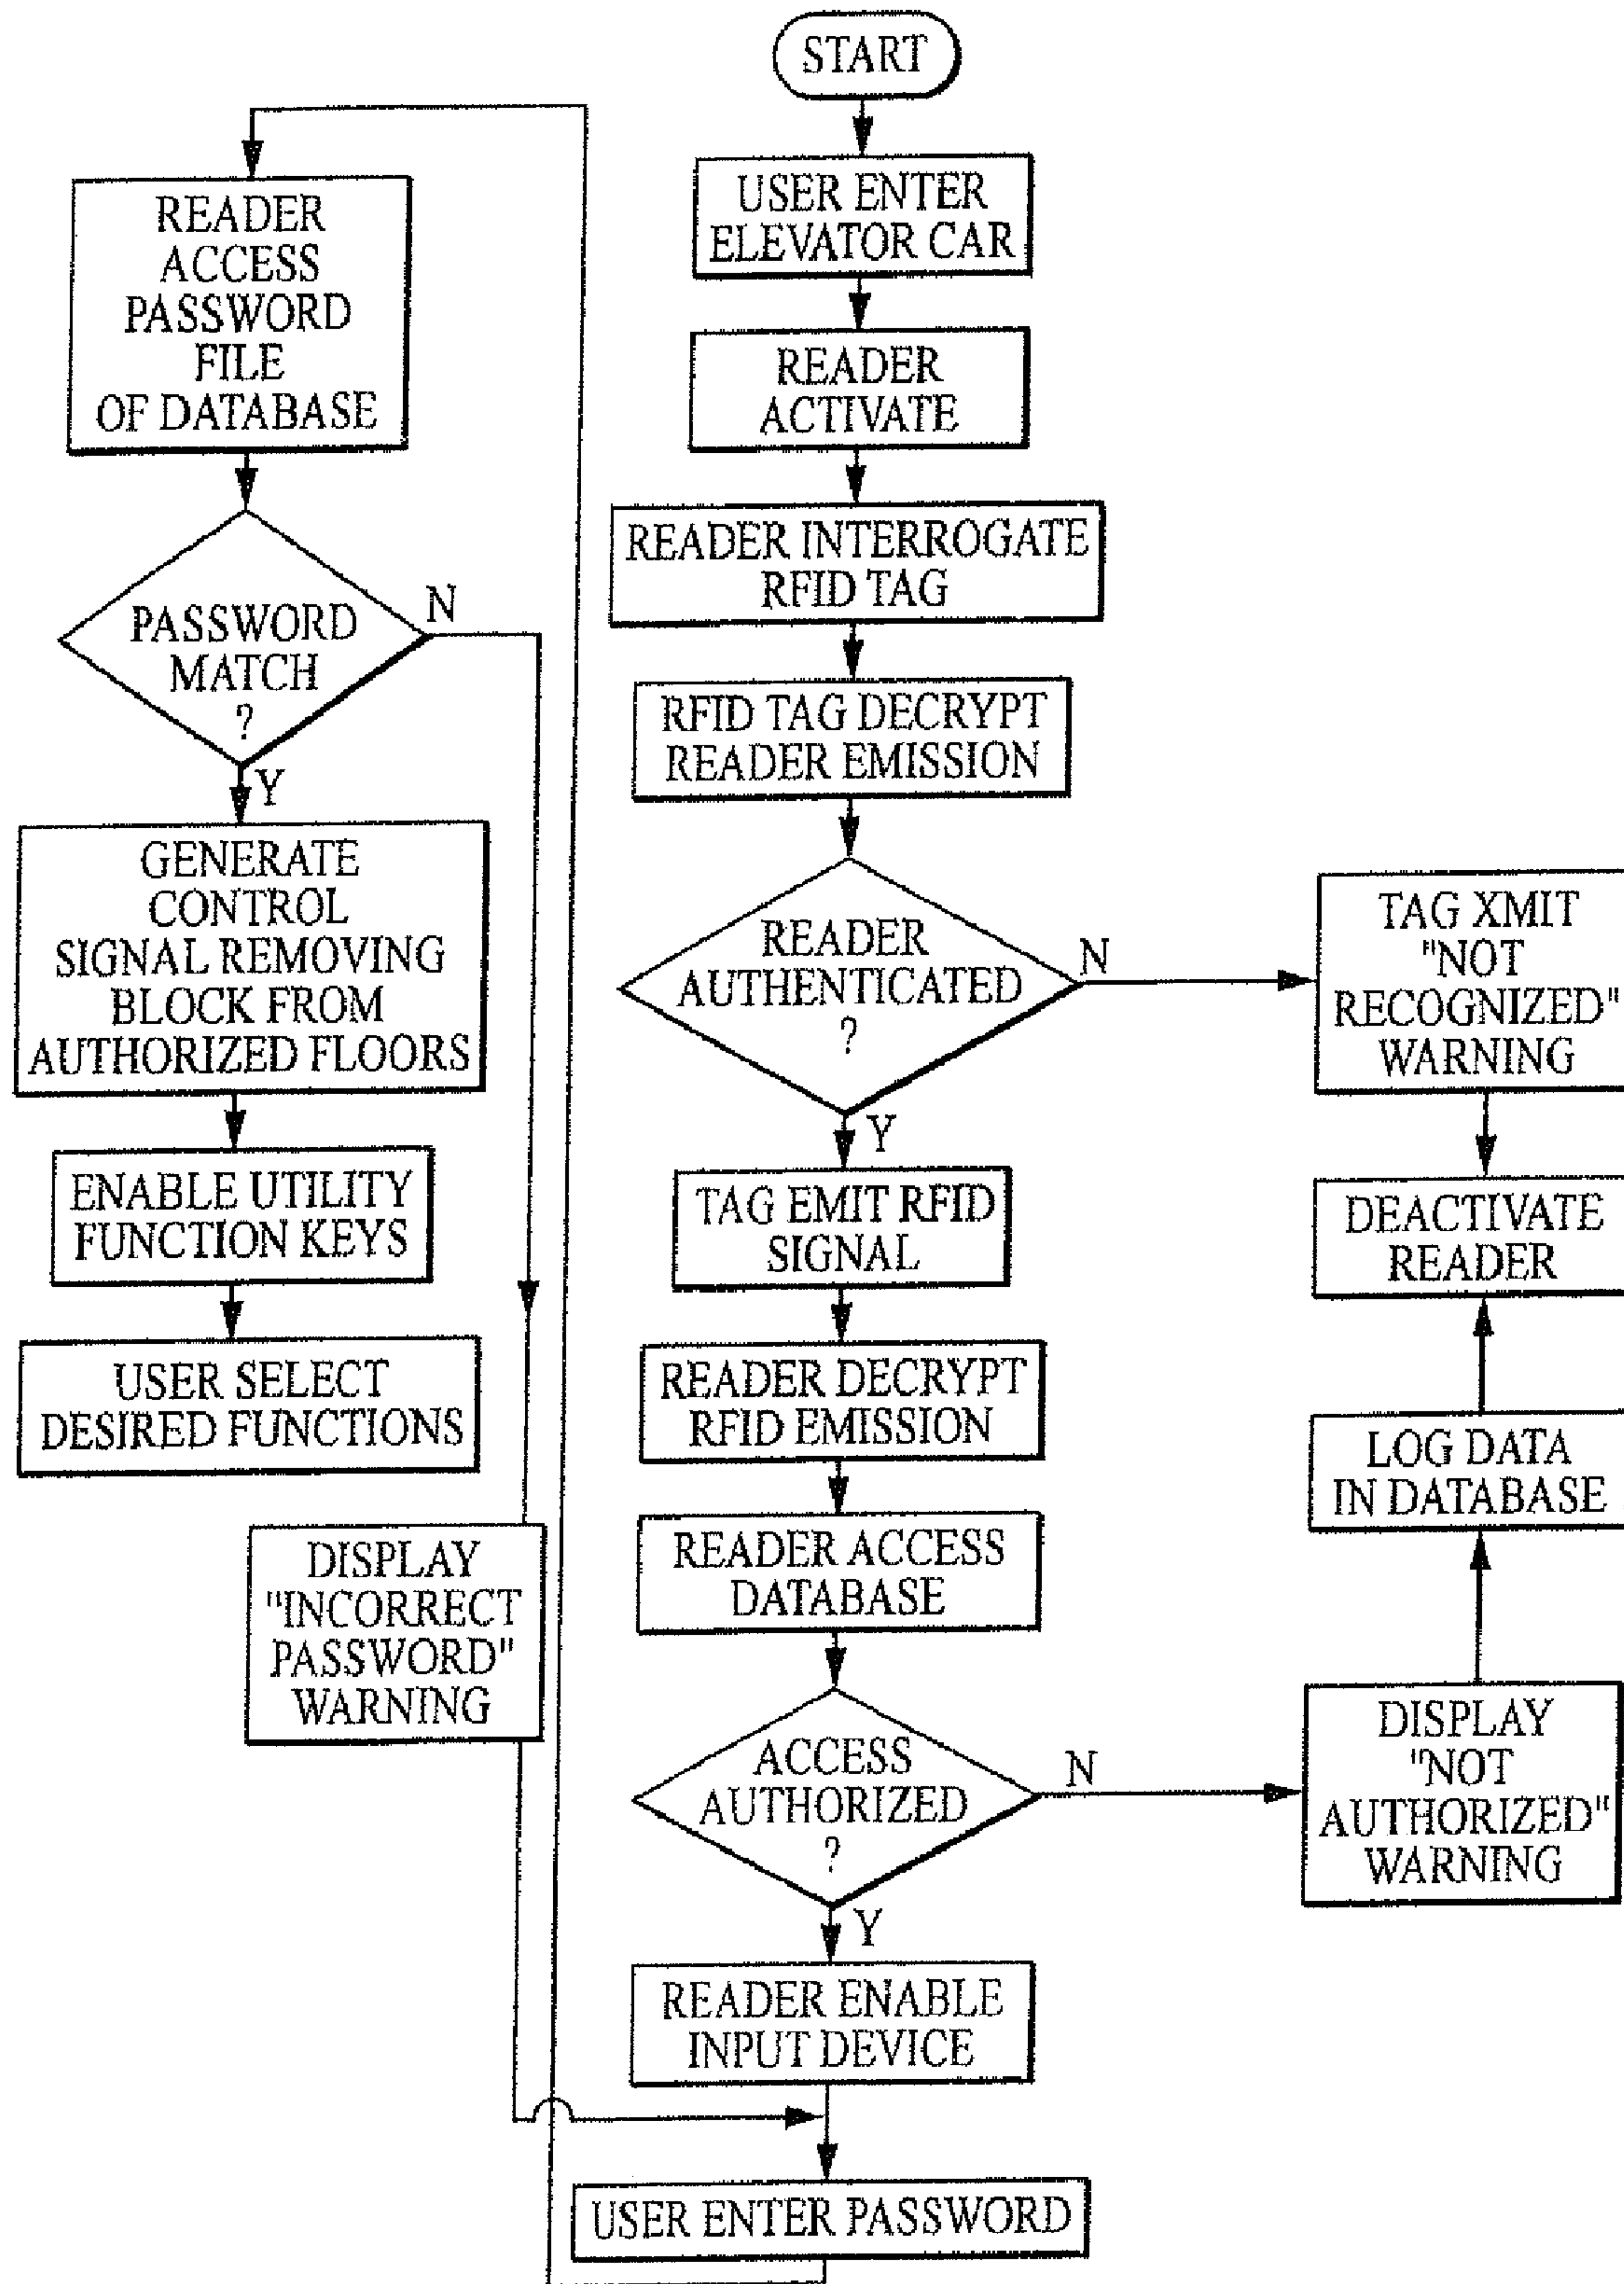 START
USER ENTER
ELEVATOR CAR
READER
ACTIVATE
READER INTERROGATE
RFID TAG
RFID TAG DECRYPT
READER EMISSION
READER
AUTHENTICATED
?
N
TAG XMIT
"NOT
RECOGNIZED"
WARNING
DEACTIVATE
READER
Y
TAG EMIT RFID
SIGNAL
READER DECRYPT
RFID EMISSION
READER ACCESS
DATABASE
ACCESS
AUTHORIZED
?
N
DISPLAY
"NOT
AUTHORIZED"
WARNING
LOG DATA
IN DATABASE
Y
READER ENABLE
INPUT DEVICE
USER ENTER PASSWORD
READER
ACCESS
PASSWORD
FILE
OF DATABASE
PASSWORD
MATCH
?
N
Y
GENERATE
CONTROL
SIGNAL REMOVING
BLOCK FROM
AUTHORIZED FLOORS
ENABLE UTILITY
FUNCTION KEYS
USER SELECT
DESIRED FUNCTIONS
DISPLAY
"INCORRECT
PASSWORD"
WARNING